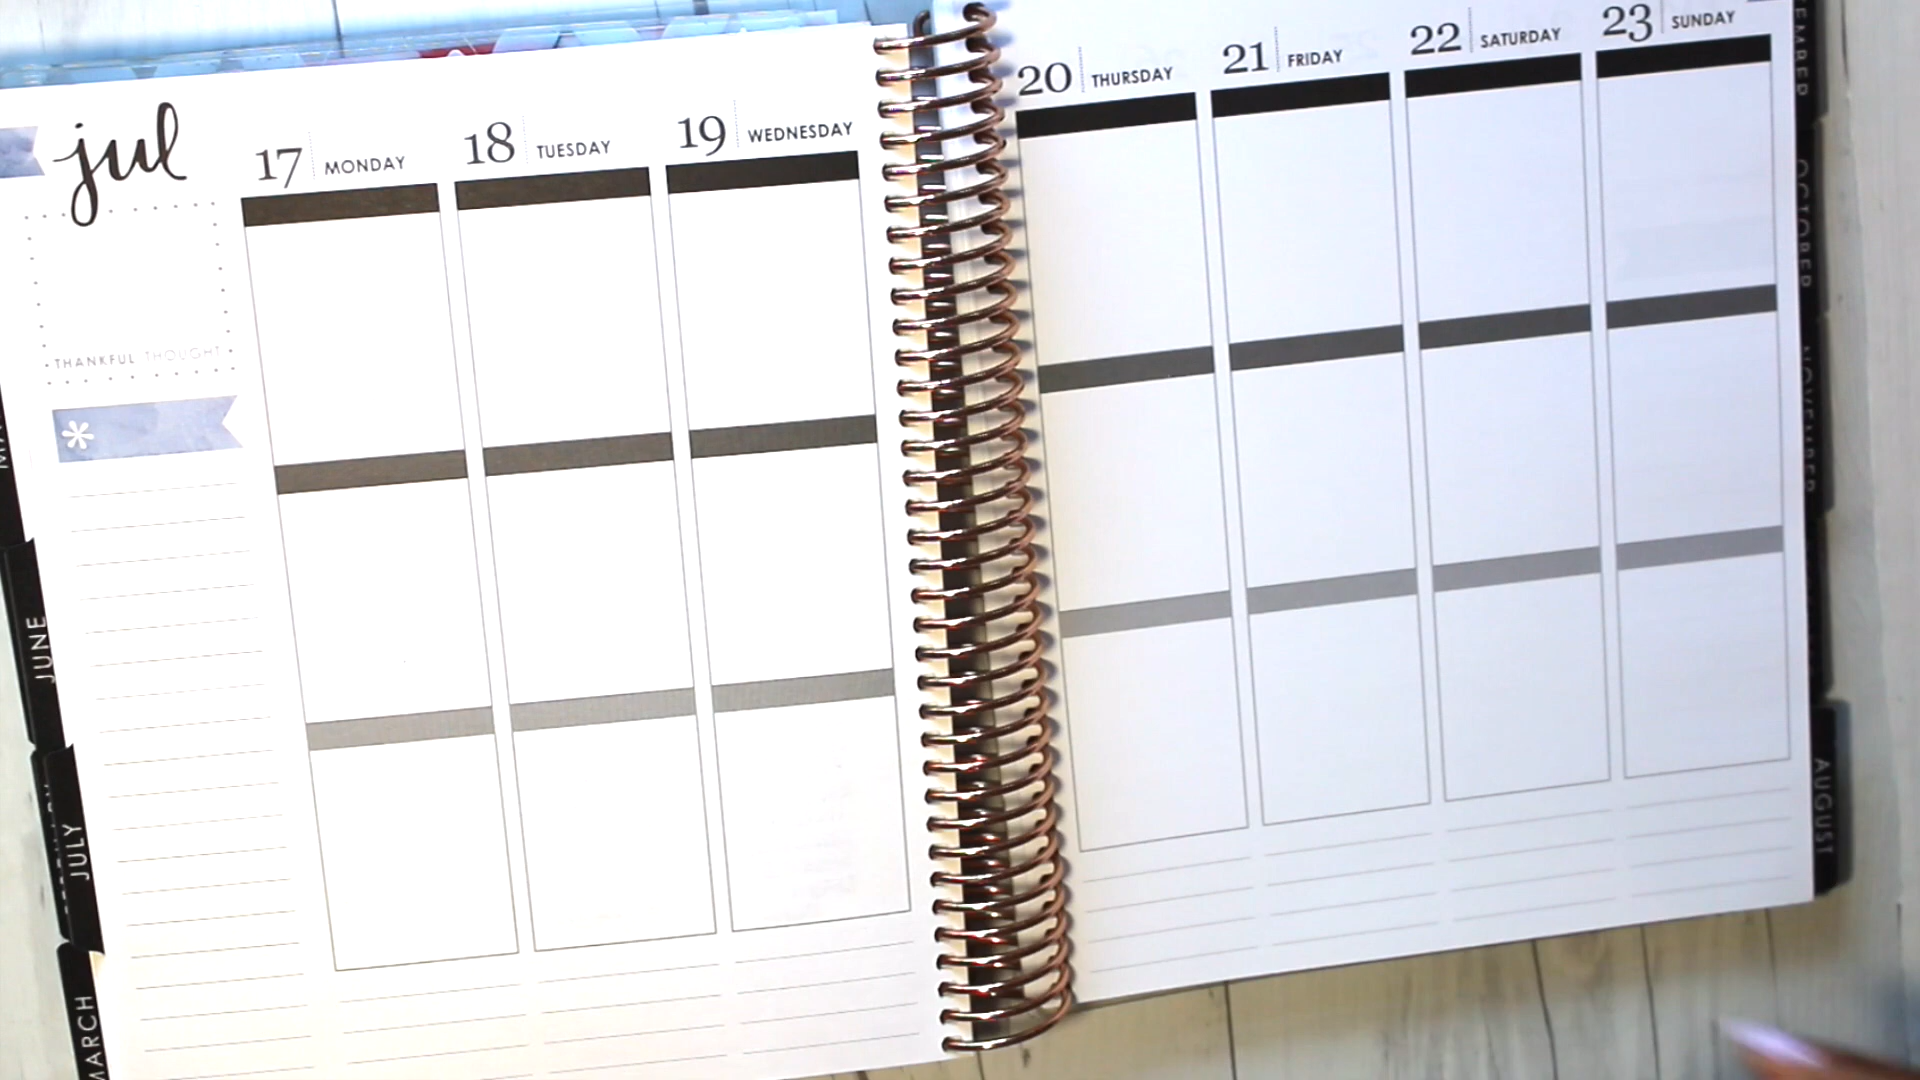 jul
17 MONDAY
18 TUESDAY
19 WEDNESDAY
20 THURSDAY
21 FRIDAY
22 SATURDAY
23 SUNDAY
THANKFUL THOUGHT
*
JUNE
JULY
MARCH
OCTOBER
NOVEMBER
AUGUST